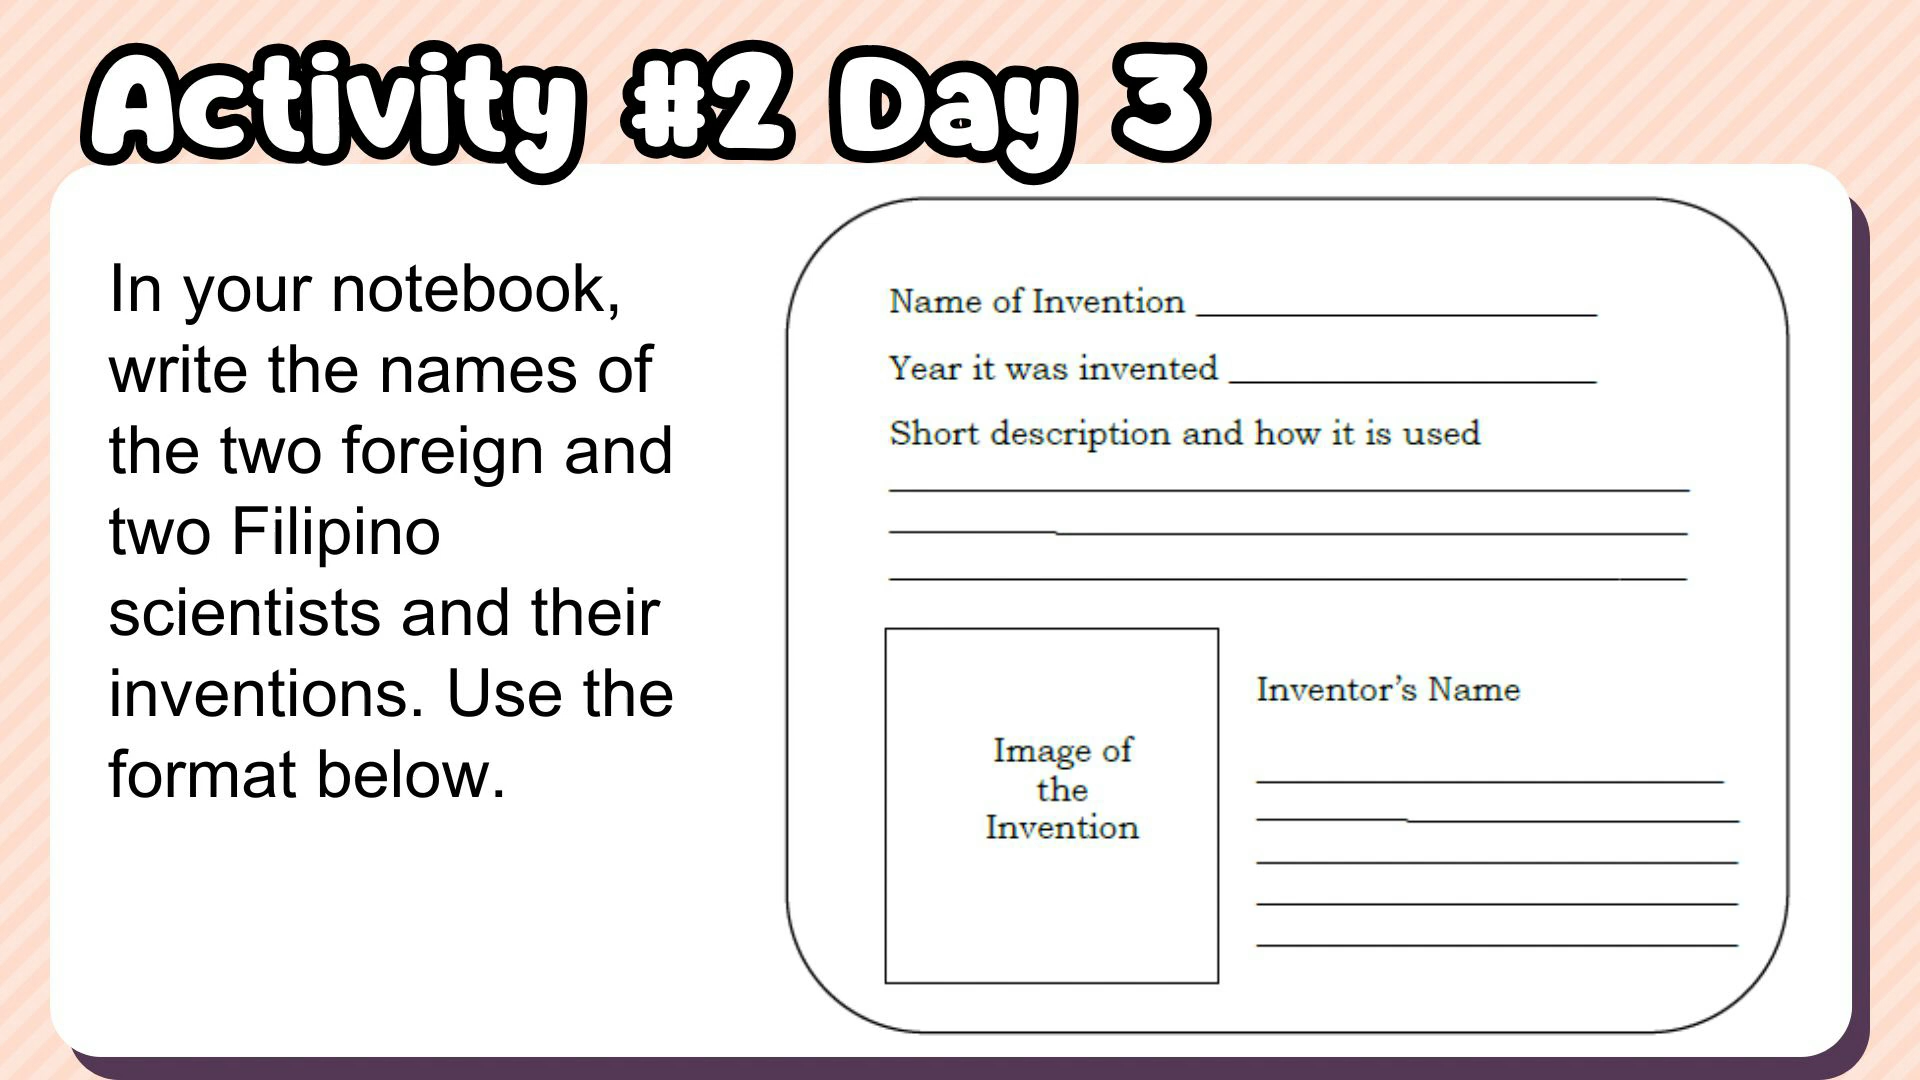 Activity #2 Day 3
In your notebook,
write the names of
the two foreign and
two Filipino
scientists and their
inventions. Use the
format below.
Name of Invention ____________________
Year it was invented ____________________
Short description and how it is used
Image of
the
Invention
Inventor’s Name